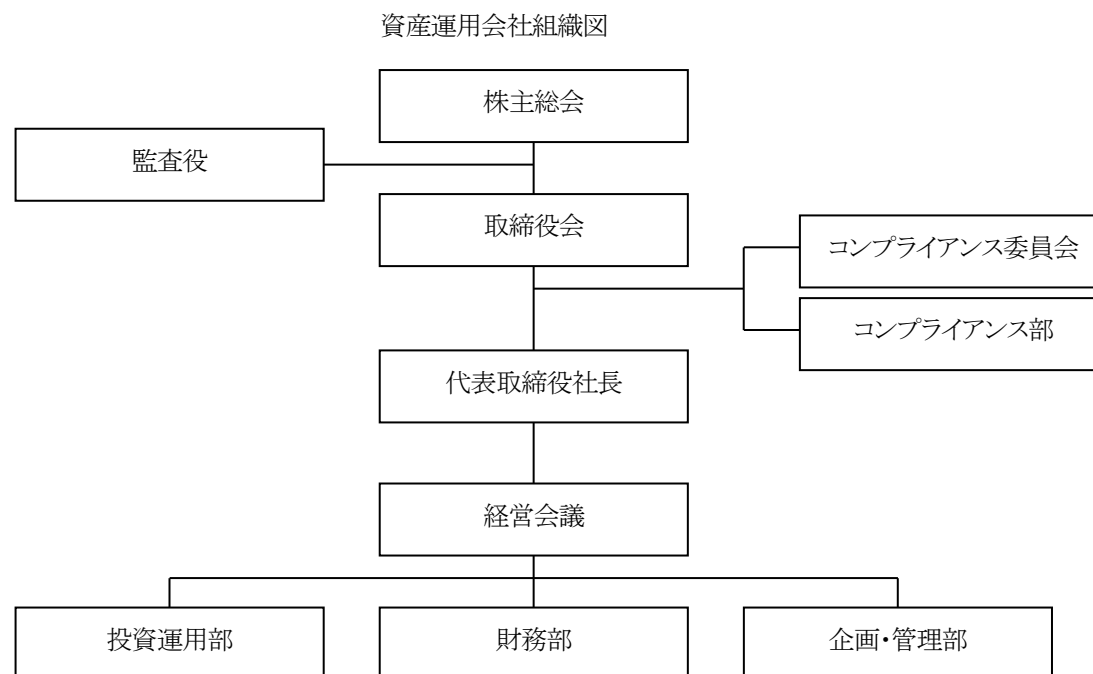 資産運用会社組織図
株主総会
監査役
取締役会
コンプライアンス委員会
コンプライアンス部
代表取締役社長
経営会議
投資運用部
財務部
企画・管理部